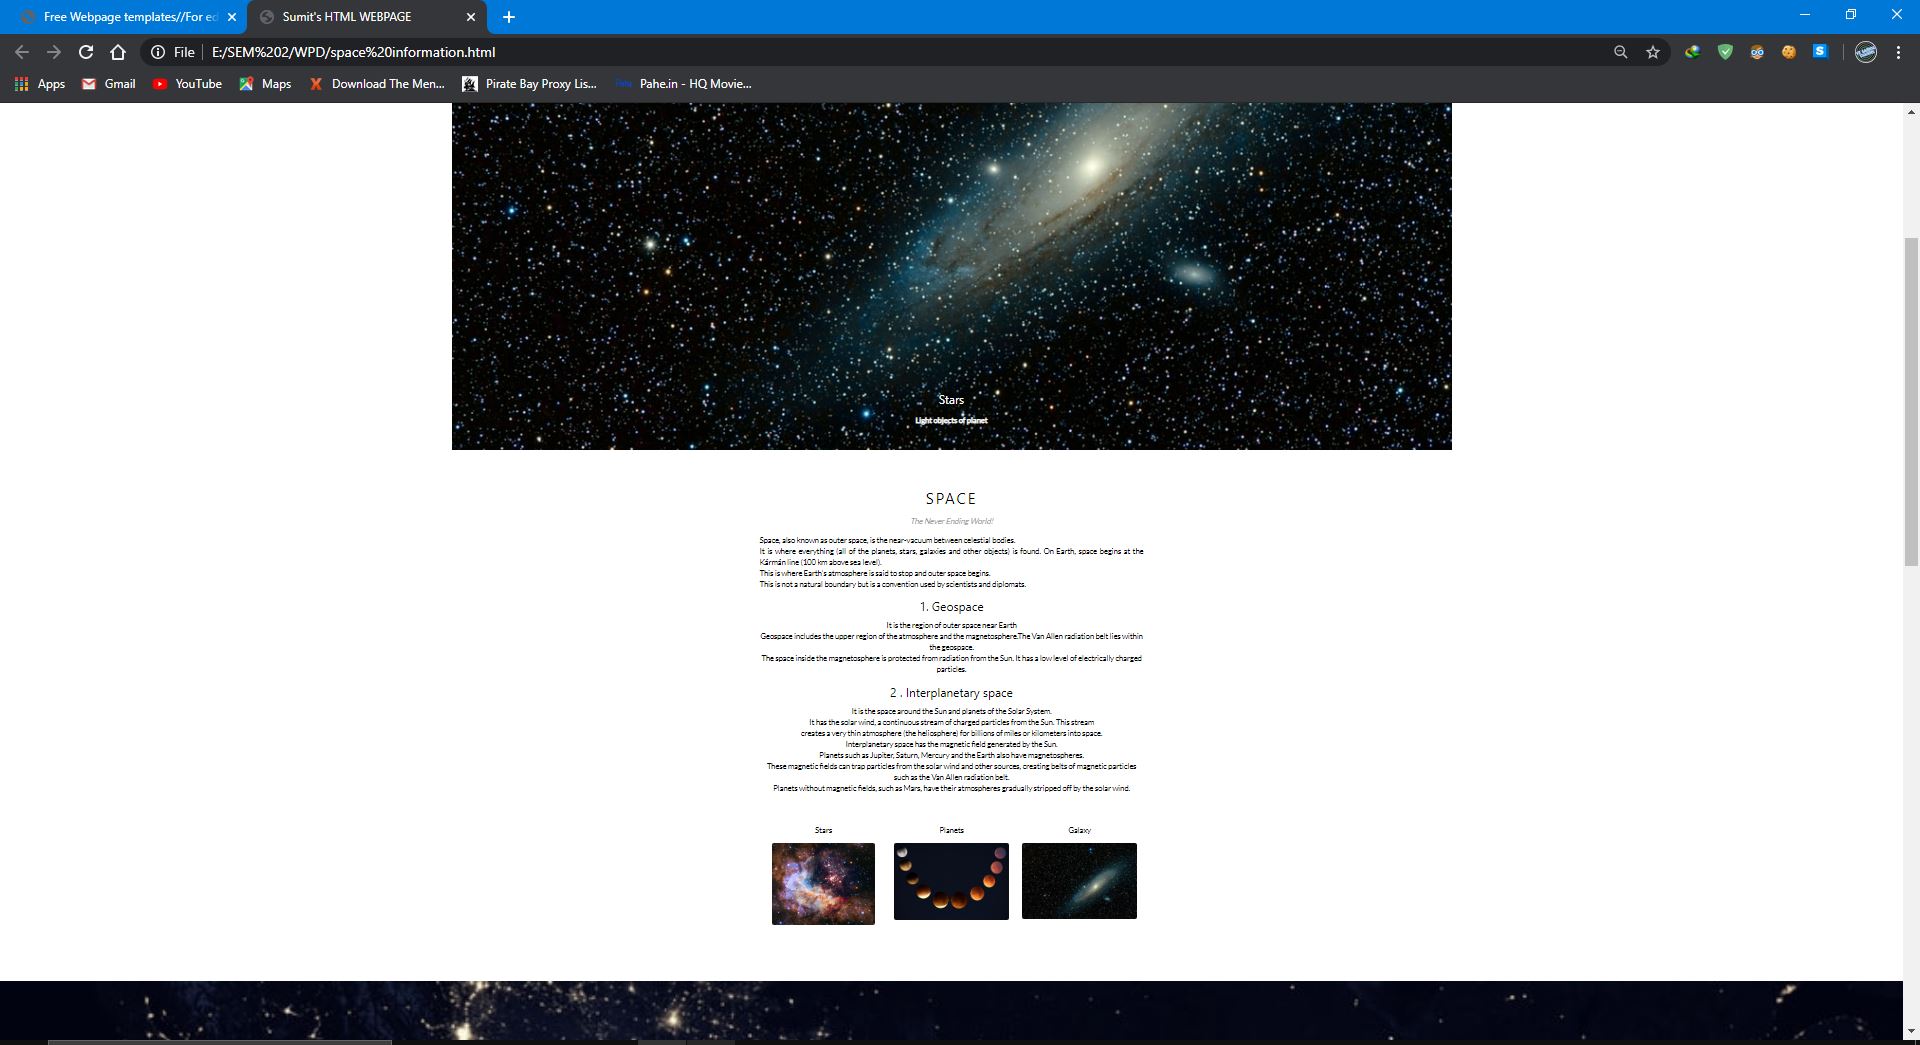 Free Webpage templates//For ed
Sumit's HTML WEBPAGE
File
E:/SEM%202/WPD/space%20information.html
Apps
Gmail
YouTube
Maps
Download The Men...
Pirate Bay Proxy Lis...
Pahe.in - HQ Movie...
Stars
Light objects of planet
SPACE
The Never Ending World!
Space, also known as outer space, is the near-vacuum between celestial bodies.
It is where everything (all of the planets, stars, galaxies and other objects) is found. On Earth, space begins at the
Kármán line (100 km above sea level).
This is where Earth's atmosphere is said to stop and outer space begins.
This is not a natural boundary but is a convention used by scientists and diplomats.
1. Geospace
It is the region of outer space near Earth
Geospace includes the upper region of the atmosphere and the magnetosphere.The Van Allen radiation belt lies within
the geospace.
The space inside the magnetosphere is protected from radiation from the Sun. It has a low level of electrically charged
particles.
2 . Interplanetary space
It is the space around the Sun and planets of the Solar System.
It has the solar wind, a continuous stream of charged particles from the Sun. This stream
creates a very thin atmosphere (the heliosphere) for billions of miles or kilometers into space.
Interplanetary space has the magnetic field generated by the Sun.
Planets such as Jupiter, Saturn, Mercury and the Earth also have magnetospheres.
These magnetic fields can trap particles from the solar wind and other sources, creating belts of magnetic particles
such as the Van Allen radiation belt.
Planets without magnetic fields, such as Mars, have their atmospheres gradually stripped off by the solar wind.
Stars
Planets
Galaxy